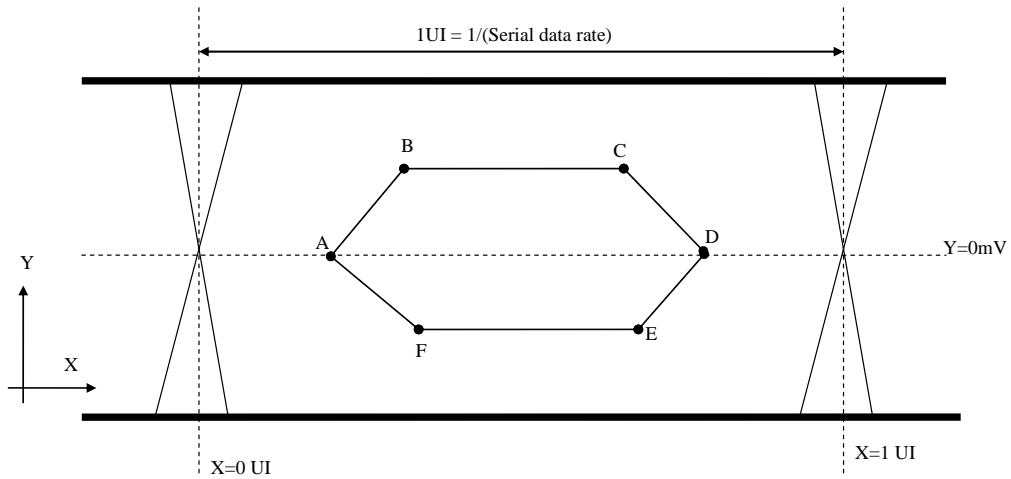 1UI = 1/(Serial data rate)
B
C
A
D
Y=0mV
Y
F
E
X
X=0 UI
X=1 UI